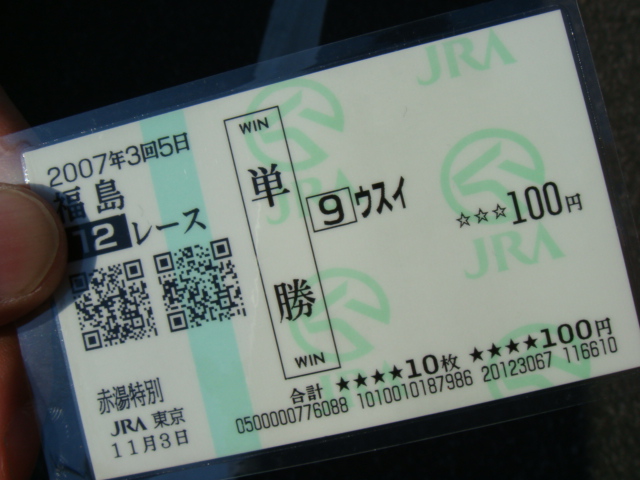 2007年3回5日
福島
12レース
WIN
単勝
WIN
9 ウスイ
☆☆☆100円
JRA
JRA
JRA
赤湯特別
JRA 東京
11月3日
合計 ★★★★10枚 ★★★★100円
0500000776088 1010010187986 20123067 116610